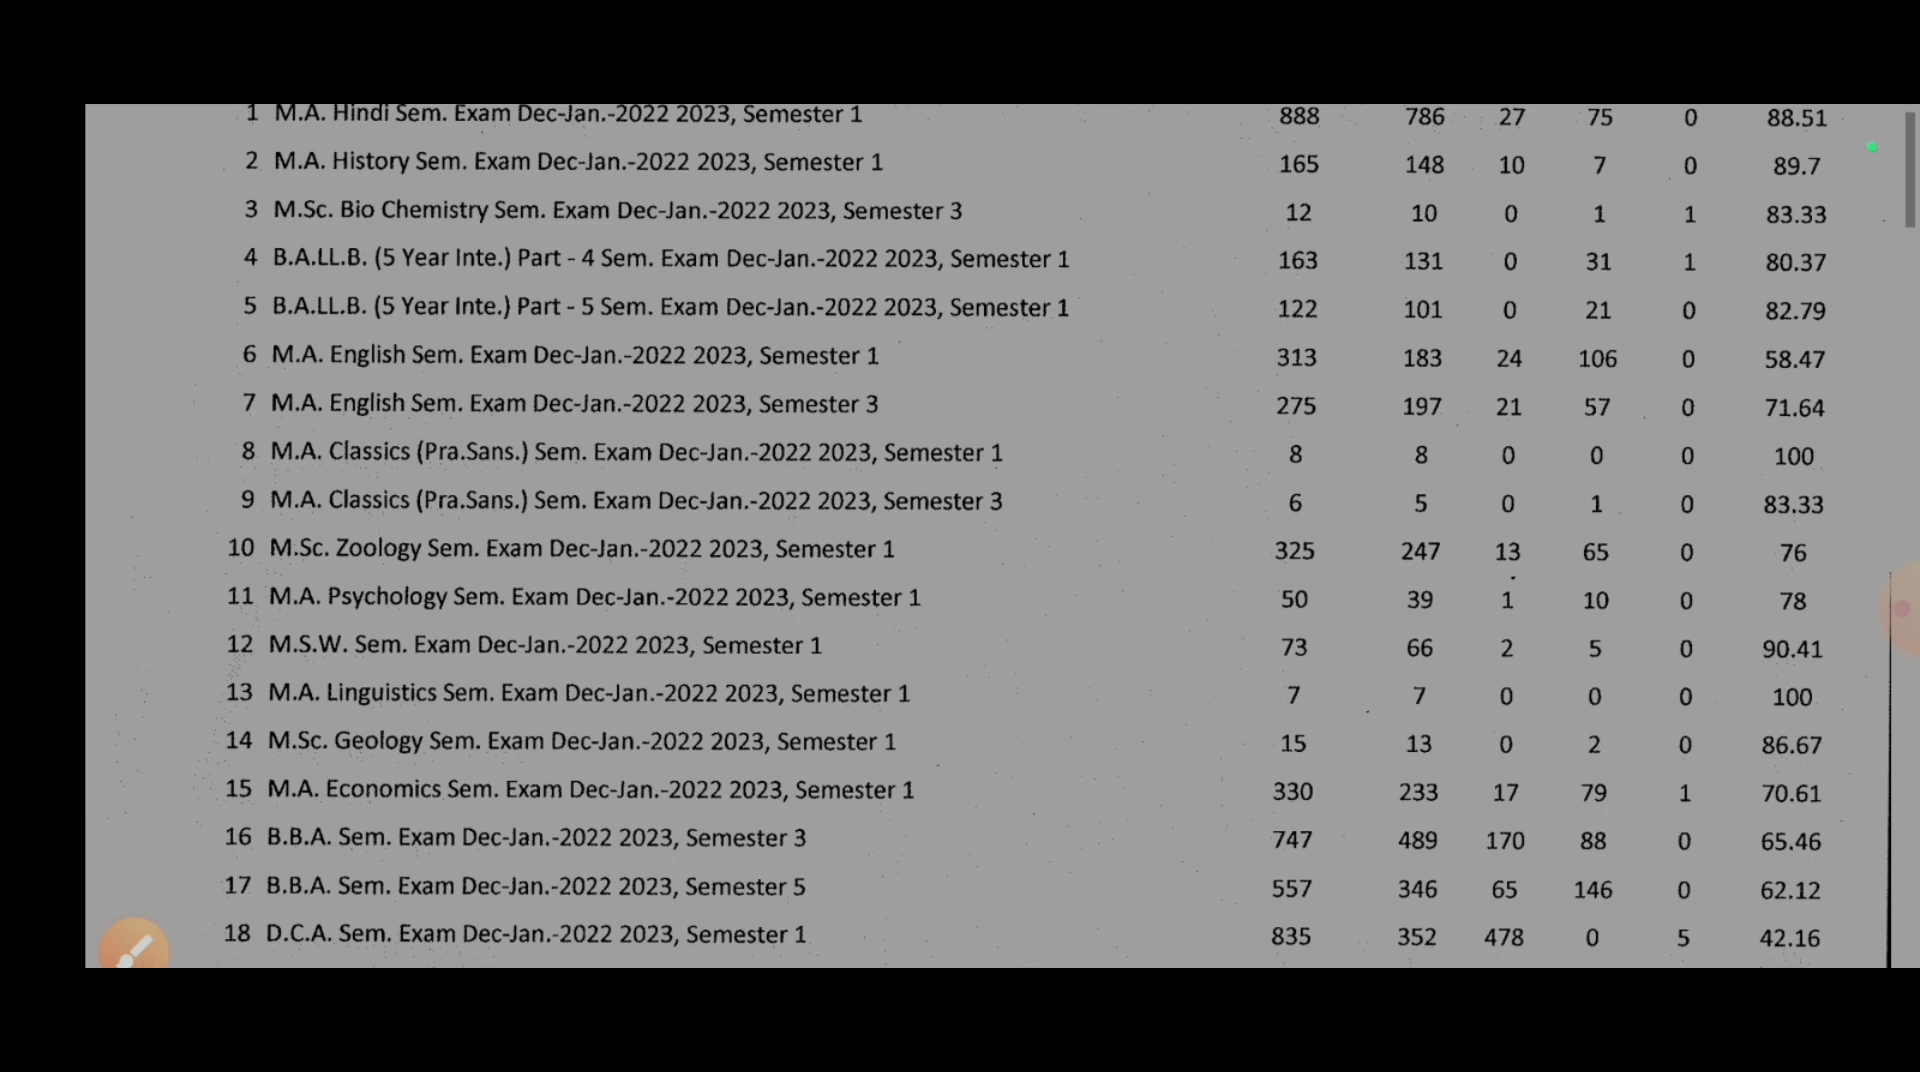 1 M.A. Hindi Sem. Exam Dec-Jan.-2022 2023, Semester 1 888 786 27 75 0 88.51
2 M.A. History Sem. Exam Dec-Jan.-2022 2023, Semester 1 165 148 10 7 0 89.7
3 M.Sc. Bio Chemistry Sem. Exam Dec-Jan.-2022 2023, Semester 3 12 10 0 1 1 83.33
4 B.A.LL.B. (5 Year Inte.) Part - 4 Sem. Exam Dec-Jan.-2022 2023, Semester 1 163 131 0 31 1 80.37
5 B.A.LL.B. (5 Year Inte.) Part - 5 Sem. Exam Dec-Jan.-2022 2023, Semester 1 122 101 0 21 0 82.79
6 M.A. English Sem. Exam Dec-Jan.-2022 2023, Semester 1 313 183 24 106 0 58.47
7 M.A. English Sem. Exam Dec-Jan.-2022 2023, Semester 3 275 197 21 57 0 71.64
8 M.A. Classics (Pra.Sans.) Sem. Exam Dec-Jan.-2022 2023, Semester 1 8 8 0 0 0 100
9 M.A. Classics (Pra.Sans.) Sem. Exam Dec-Jan.-2022 2023, Semester 3 6 5 0 1 0 83.33
10 M.Sc. Zoology Sem. Exam Dec-Jan.-2022 2023, Semester 1 325 247 13 65 0 76
11 M.A. Psychology Sem. Exam Dec-Jan.-2022 2023, Semester 1 50 39 1 10 0 78
12 M.S.W. Sem. Exam Dec-Jan.-2022 2023, Semester 1 73 66 2 5 0 90.41
13 M.A. Linguistics Sem. Exam Dec-Jan.-2022 2023, Semester 1 7 7 0 0 0 100
14 M.Sc. Geology Sem. Exam Dec-Jan.-2022 2023, Semester 1 15 13 0 2 0 86.67
15 M.A. Economics Sem. Exam Dec-Jan.-2022 2023, Semester 1 330 233 17 79 1 70.61
16 B.B.A. Sem. Exam Dec-Jan.-2022 2023, Semester 3 747 489 170 88 0 65.46
17 B.B.A. Sem. Exam Dec-Jan.-2022 2023, Semester 5 557 346 65 146 0 62.12
18 D.C.A. Sem. Exam Dec-Jan.-2022 2023, Semester 1 835 352 478 0 5 42.16